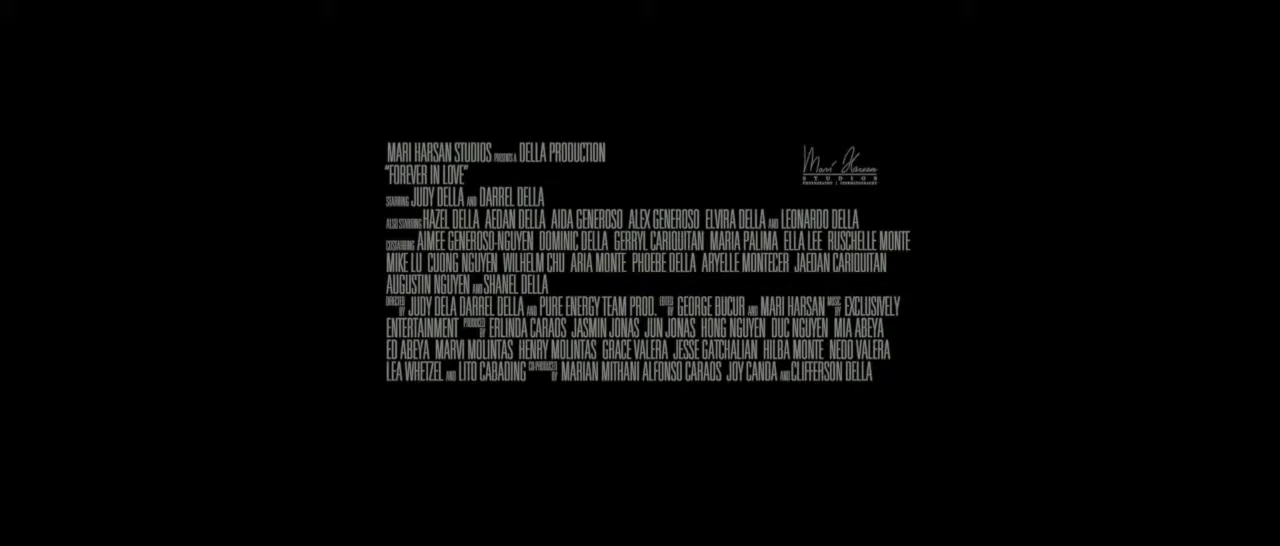 MARI HARSAN STUDIOS PRESENTS A DELLA PRODUCTION
"FOREVER IN LOVE"
STARRING JUDY DELLA AND DARREL DELLA
ALSO STARRING HAZEL DELLA AEDAN DELLA AIDA GENEROSO ALEX GENEROSO ELVIRA DELLA AND LEONARDO DELLA
COSTARRING AIMEE GENEROSO-NGUYEN DOMINIC DELLA GERRYL CARIQUITAN MARIA PALIMA ELLA LEE RUSCHELLE MONTE
MIKE LU CUONG NGUYEN WILHELM CHU ARIA MONTE PHOEBE DELLA ARYELLE MONTECER JAEDAN CARIQUITAN
AUGUSTIN NGUYEN AND SHANEL DELLA
DIRECTED BY JUDY DELA DARREL DELLA AND PURE ENERGY TEAM PROD. EDITED BY GEORGE BUCUR AND MARI HARSAN MUSIC BY EXCLUSIVELY
ENTERTAINMENT PRODUCED BY ERLINDA CARAOS JASMIN JONAS JUN JONAS HONG NGUYEN DUC NGUYEN MIA ABEYA
ED ABEYA MARVI MOLINTAS HENRY MOLINTAS GRACE VALERA JESSE GATCHALIAN HILBA MONTE NEDO VALERA
LEA WHETZEL AND LITO CABADING CO-PRODUCED BY MARIAN MITHANI ALFONSO CARAOS JOY CANDA AND CLIFFERSON DELLA
Mari Harsan
STUDIOS
PHOTOGRAPHY | CINEMATOGRAPHY